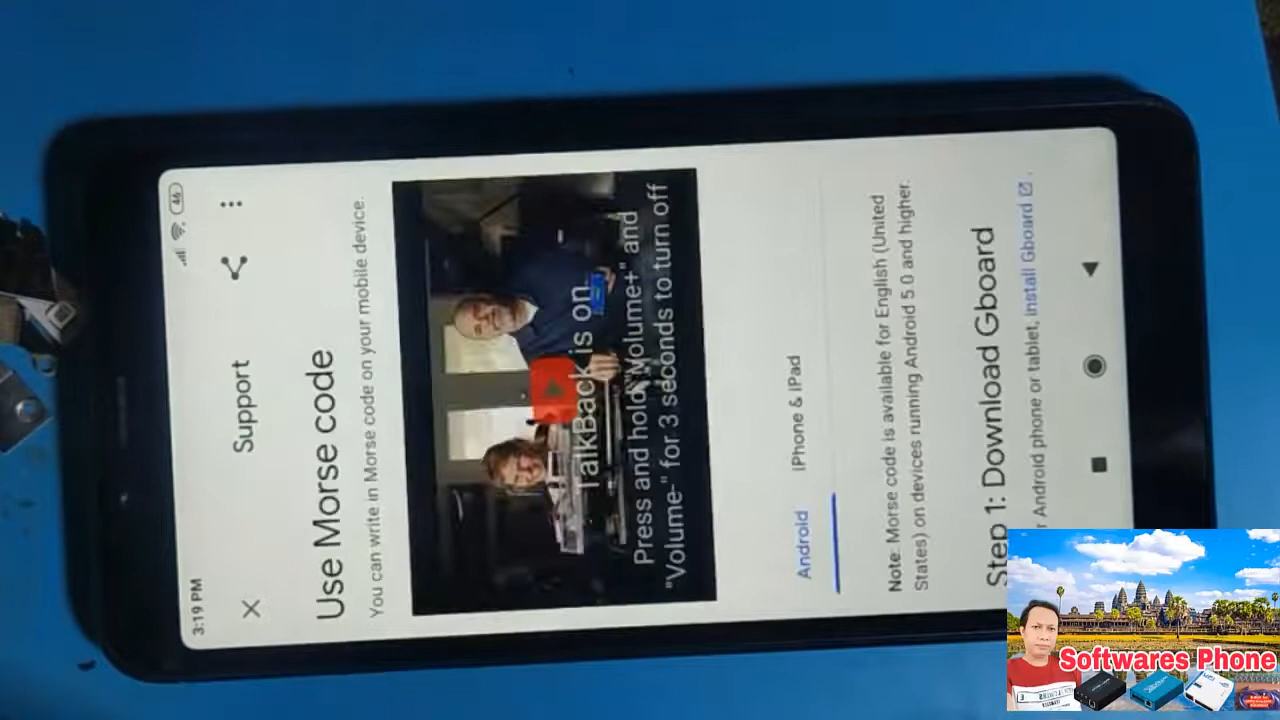 3:19 PM
46
Support
Use Morse code
You can write in Morse code on your mobile device.
TalkBack is on
Press and hold "Volume+" and
"Volume-" for 3 seconds to turn off
Android
iPhone & iPad
Note: Morse code is available for English (United
States) on devices running Android 5.0 and higher.
Step 1: Download Gboard
Android phone or tablet, install Gboard
Softwares Phone